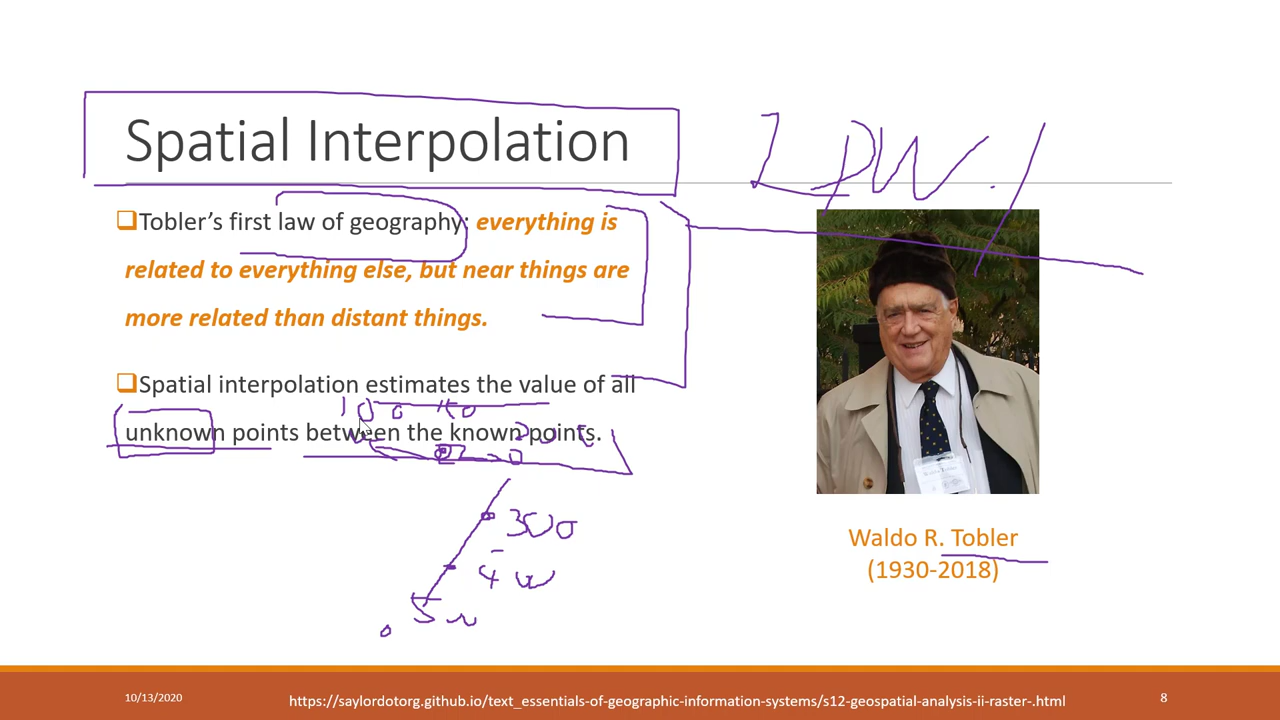 Spatial Interpolation
IDW.
Tobler's first law of geography: everything is
related to everything else, but near things are
more related than distant things.
Spatial interpolation estimates the value of all
unknown points between the known points.
300
Waldo R. Tobler
(1930-2018)
10/13/2020
https://saylordotorg.github.io/text_essentials-of-geographic-information-systems/s12-geospatial-analysis-ii-raster-.html
8